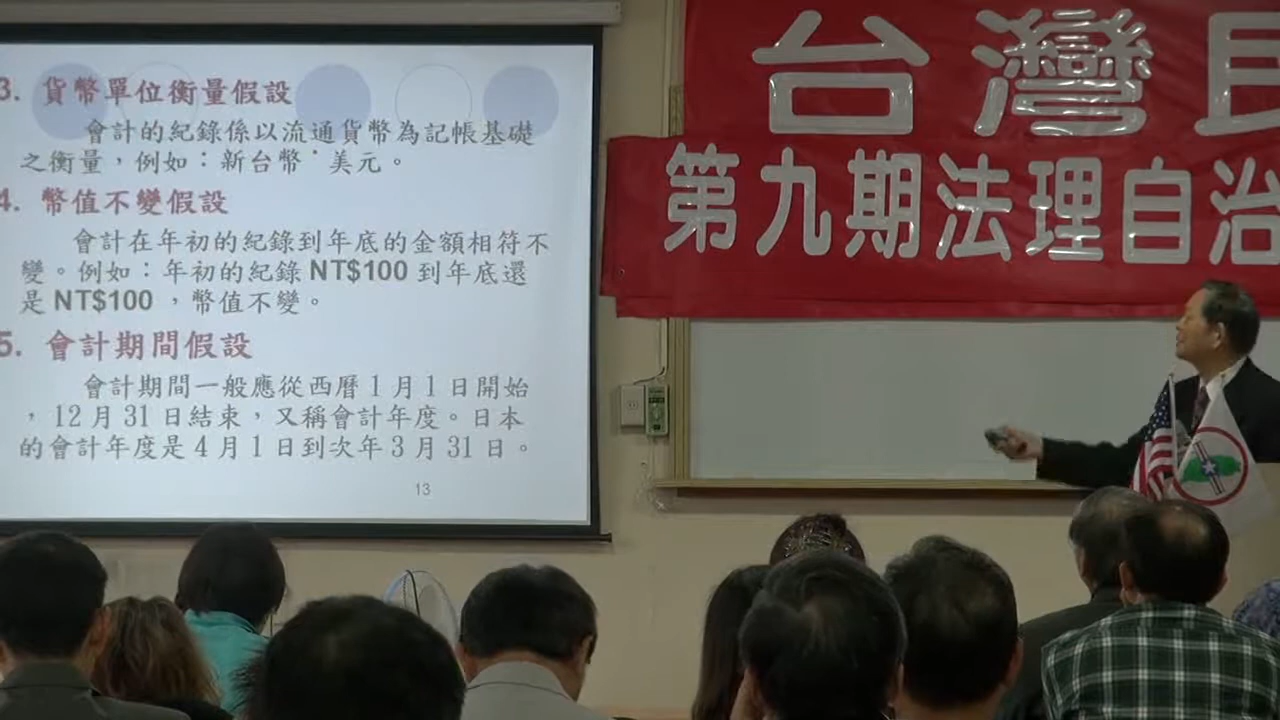 3. 貨幣單位衡量假設
會計的紀錄係以流通貨幣為記帳基礎
之衡量，例如：新台幣、美元。
4. 幣值不變假設
會計在年初的紀錄到年底的金額相符不
變。例如：年初的紀錄 NT$100 到年底還
是 NT$100 ，幣值不變。
5. 會計期間假設
會計期間一般應從西曆 1 月 1 日開始
，12 月 31 日結束，又稱會計年度。日本
的會計年度是 4 月 1 日到次年 3 月 31 日。
13
台灣民
第九期法理自治